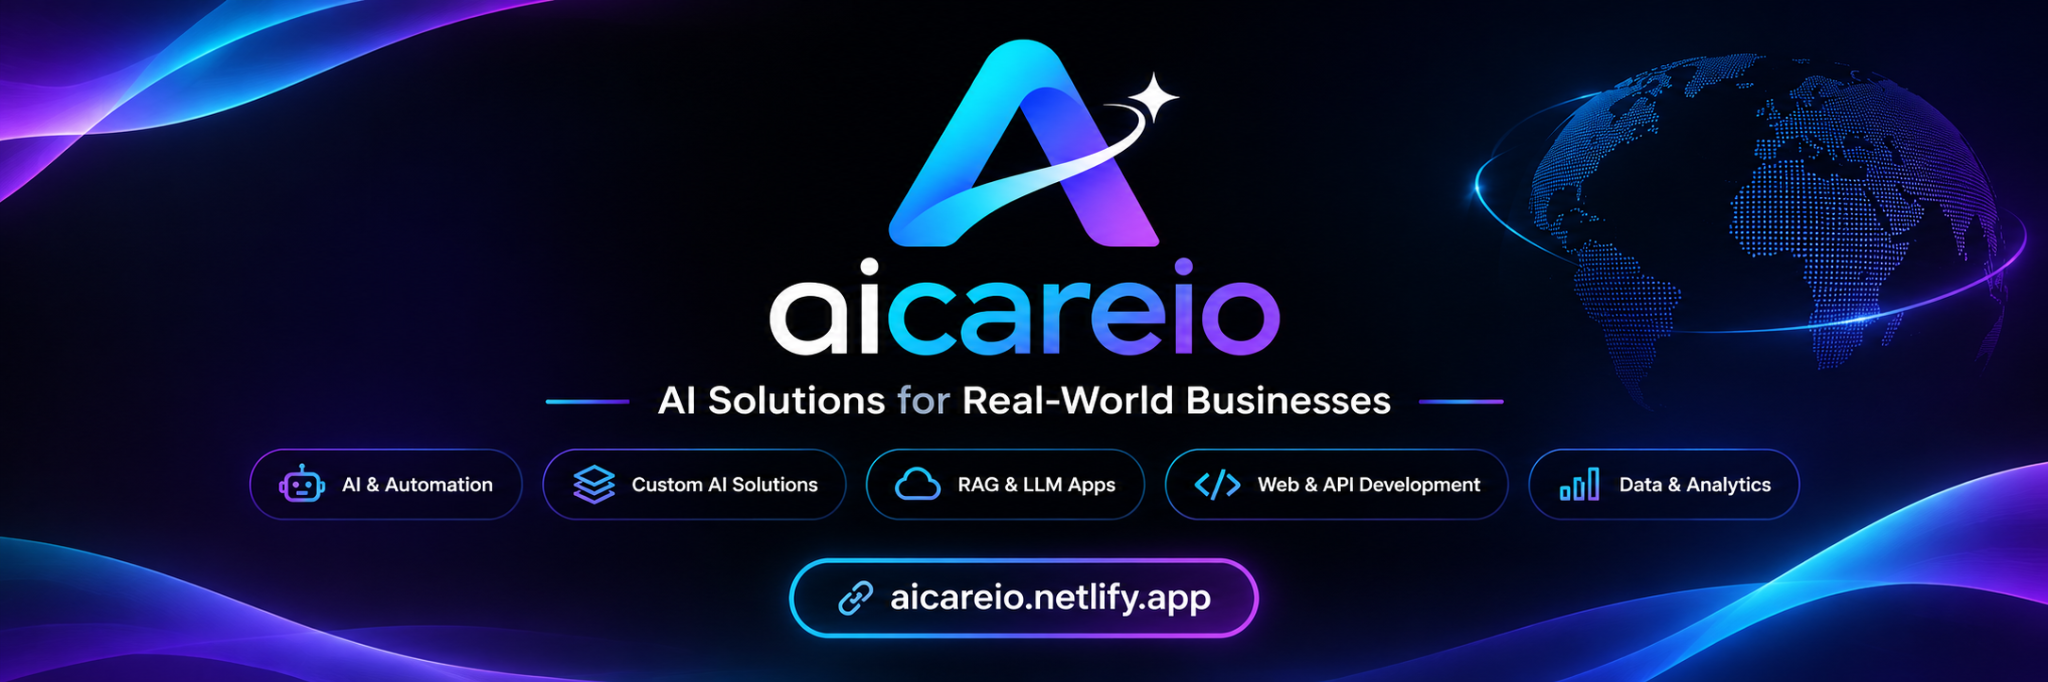 aicareio
AI Solutions for Real-World Businesses
AI & Automation
Custom AI Solutions
RAG & LLM Apps
Web & API Development
Data & Analytics
aicareio.netlify.app